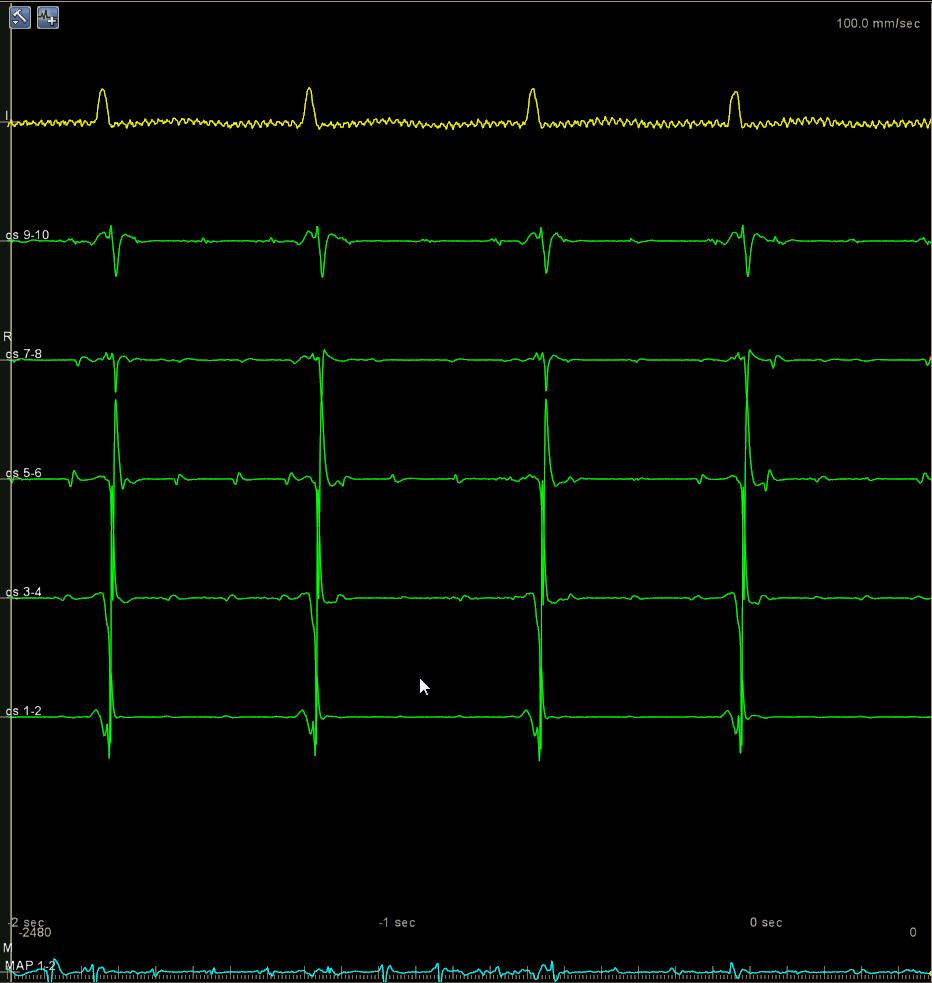 100.0 mm/sec
I
cs 9-10
R
cs 7-8
cs 5-6
cs 3-4
cs 1-2
-2 sec
-1 sec
0 sec
-2480
0
M
MAP 1-2